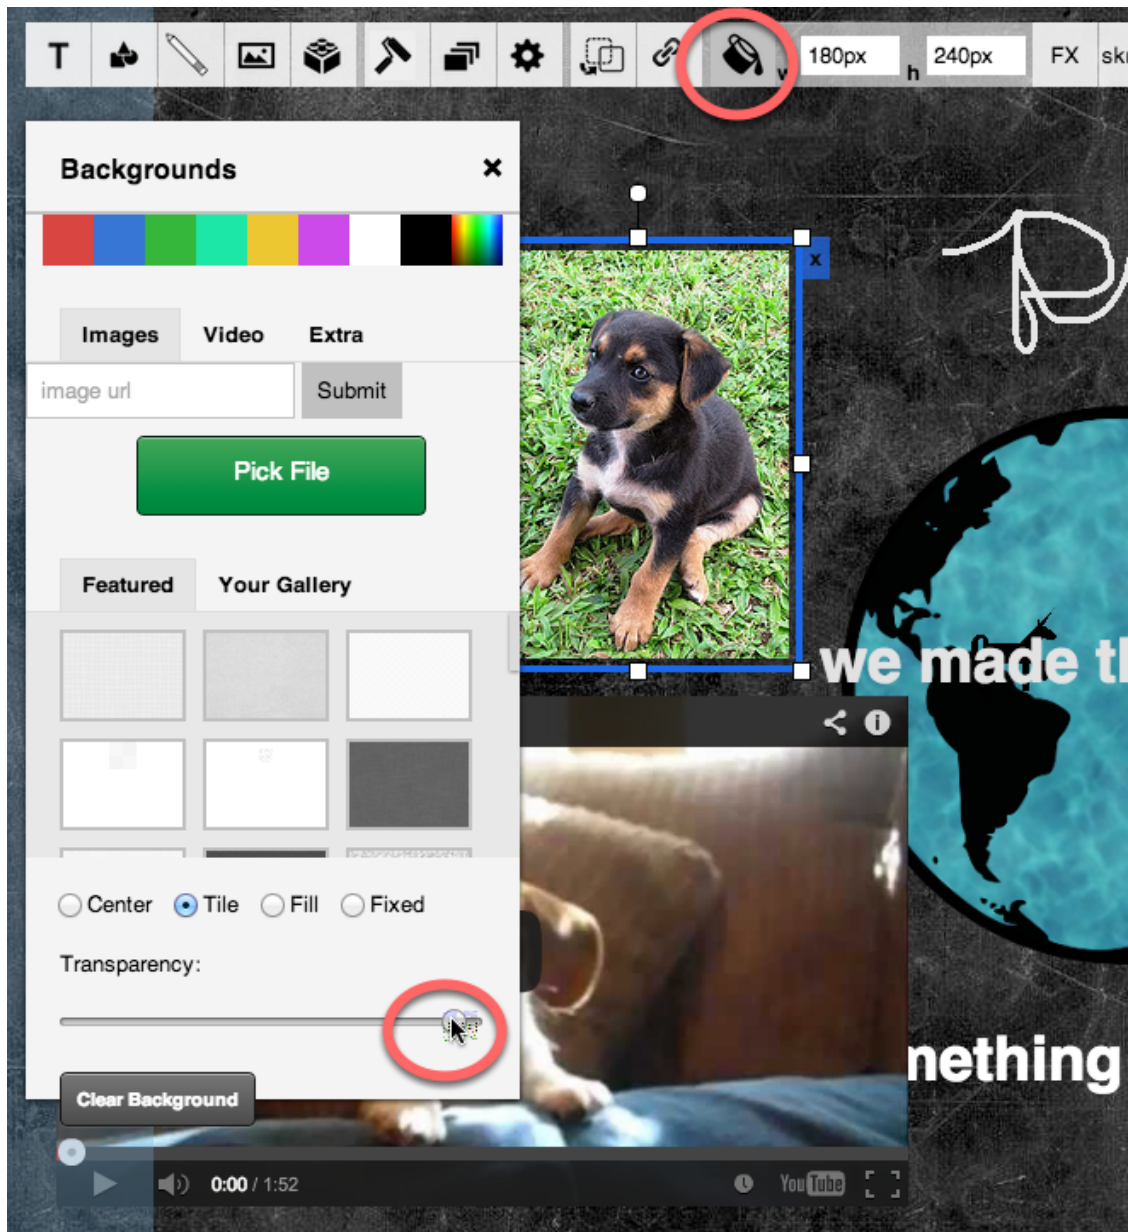 T
w 180px h 240px FX
Backgrounds
x
Images Video Extra
image url Submit
Pick File
Featured Your Gallery
we made
Center Tile Fill Fixed
Transparency:
Clear Background
0:00 / 1:52
YouTube